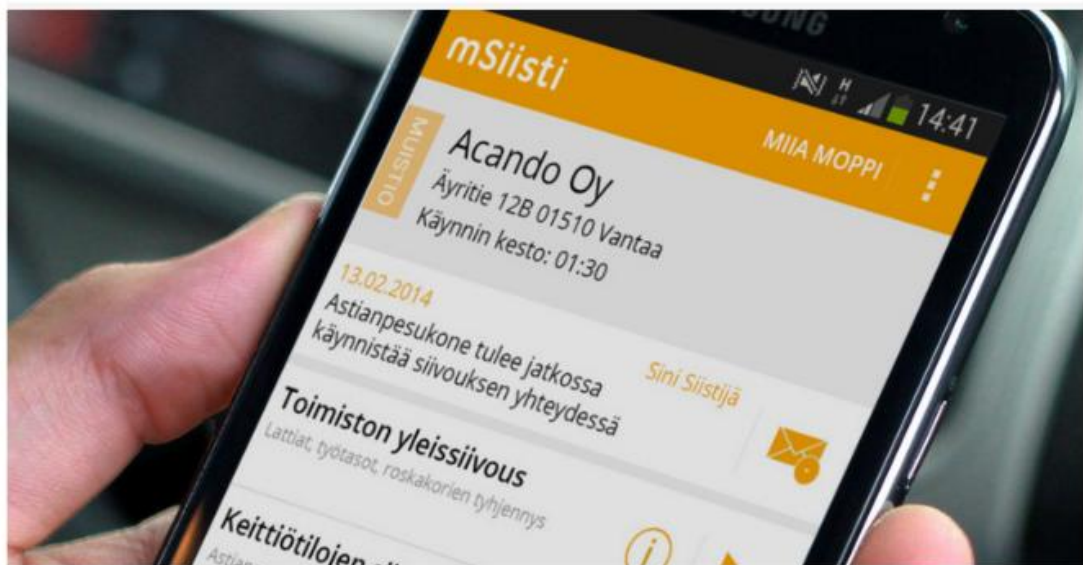 14:41
mSiisti
MIIA MOPPI
MUISTIO
Acando Oy
Äyritie 12B 01510 Vantaa
Käynnin kesto: 01:30
13.02.2014
Astianpesukone tulee jatkossa
käynnistää siivouksen yhteydessä
Sini Siistijä
Toimiston yleissiivous
Lattiat, työtasot, roskakorien tyhjennys
Keittiötilojen